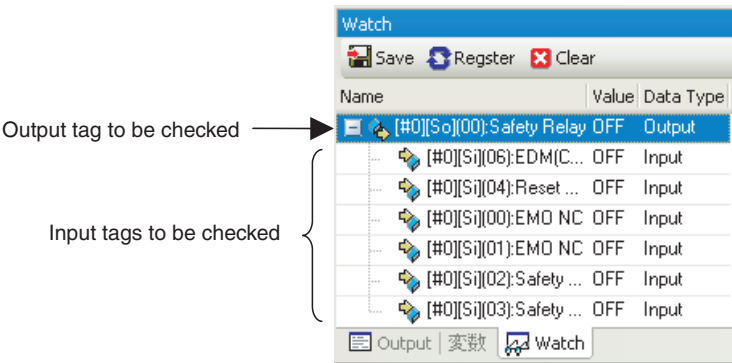 Watch
Save Regster Clear
Name Value Data Type
Output tag to be checked
[#0][So](00):Safety Relay OFF Output
[#0][Si](06):EDM(C... OFF Input
[#0][Si](04):Reset ... OFF Input
[#0][Si](00):EMO NC OFF Input
Input tags to be checked
[#0][Si](01):EMO NC OFF Input
[#0][Si](02):Safety ... OFF Input
[#0][Si](03):Safety ... OFF Input
Output 変数 Watch